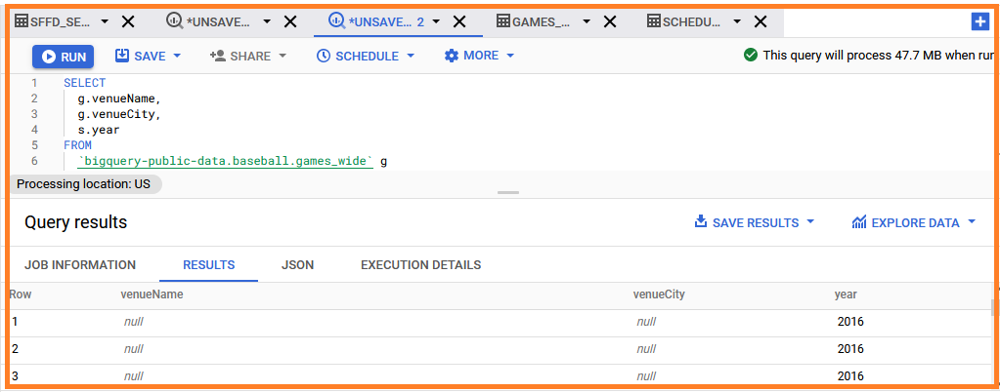 SFFD_SE... *UNSAVE... *UNSAVE... 2 GAMES_... SCHEDU...
RUN SAVE SHARE SCHEDULE MORE This query will process 47.7 MB when run
1 SELECT
2 g.venueName,
3 g.venueCity,
4 s.year
5 FROM
6 `bigquery-public-data.baseball.games_wide` g
Processing location: US
Query results SAVE RESULTS EXPLORE DATA
JOB INFORMATION RESULTS JSON EXECUTION DETAILS
Row venueName venueCity year
1 null null 2016
2 null null 2016
3 null null 2016